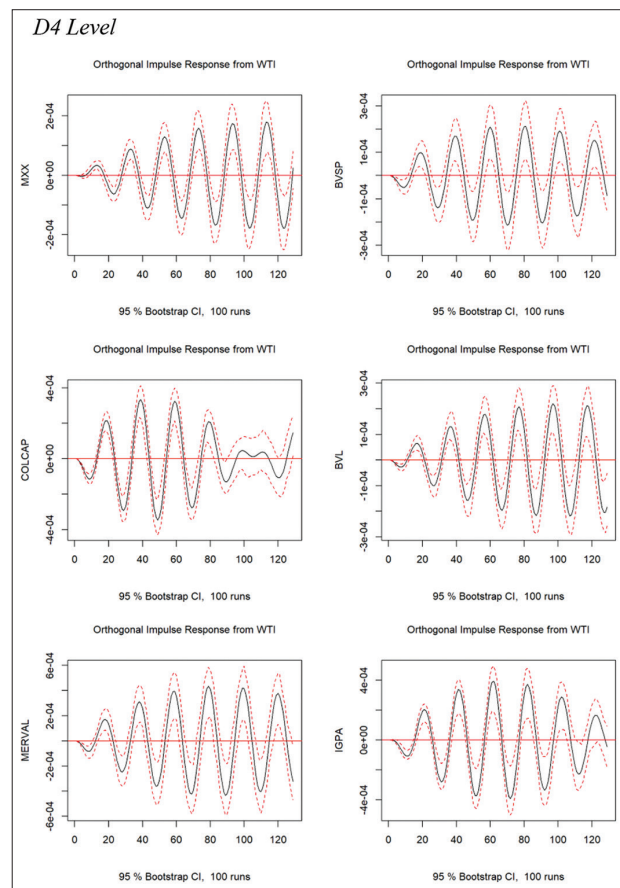 D4 Level
Orthogonal Impulse Response from WTI
MXX
2e-04
0e+00
-2e-04
0 20 40 60 80 100 120
95 % Bootstrap CI, 100 runs
Orthogonal Impulse Response from WTI
BVSP
3e-04
1e-04
-1e-04
-3e-04
0 20 40 60 80 100 120
95 % Bootstrap CI, 100 runs
Orthogonal Impulse Response from WTI
COLCAP
4e-04
0e+00
-4e-04
0 20 40 60 80 100 120
95 % Bootstrap CI, 100 runs
Orthogonal Impulse Response from WTI
BVL
3e-04
1e-04
-1e-04
-3e-04
0 20 40 60 80 100 120
95 % Bootstrap CI, 100 runs
Orthogonal Impulse Response from WTI
MERVAL
6e-04
2e-04
-2e-04
-6e-04
0 20 40 60 80 100 120
95 % Bootstrap CI, 100 runs
Orthogonal Impulse Response from WTI
IGPA
4e-04
0e+00
-4e-04
0 20 40 60 80 100 120
95 % Bootstrap CI, 100 runs